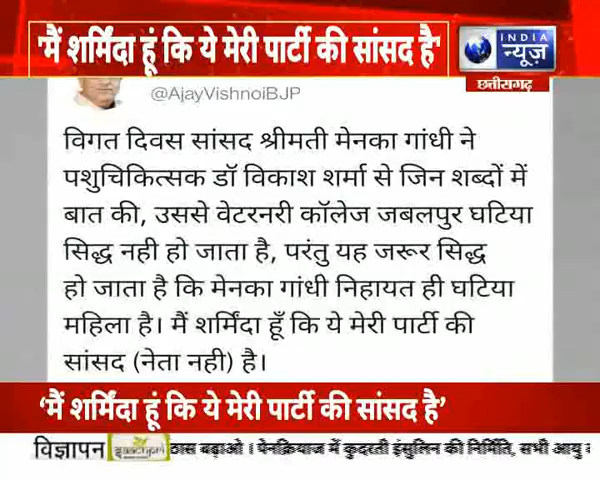 'मैं शर्मिंदा हूं कि ये मेरी पार्टी की सांसद है'
INDIA
न्यूज़
छत्तीसगढ़
@AjayVishnoiBJP
विगत दिवस सांसद श्रीमती मेनका गांधी ने
पशुचिकित्सक डॉ विकाश शर्मा से जिन शब्दों में
बात की, उससे वेटरनरी कॉलेज जबलपुर घटिया
सिद्ध नही हो जाता है, परंतु यह जरूर सिद्ध
हो जाता है कि मेनका गांधी निहायत ही घटिया
महिला है। मैं शर्मिंदा हूँ कि ये मेरी पार्टी की
सांसद (नेता नही) है।
'मैं शर्मिंदा हूं कि ये मेरी पार्टी की सांसद है'
विज्ञापन ठास बढ़ाओ । पेनक्रियाज में कुदरती इंसुलिन की निर्मिति, सभी आयु व